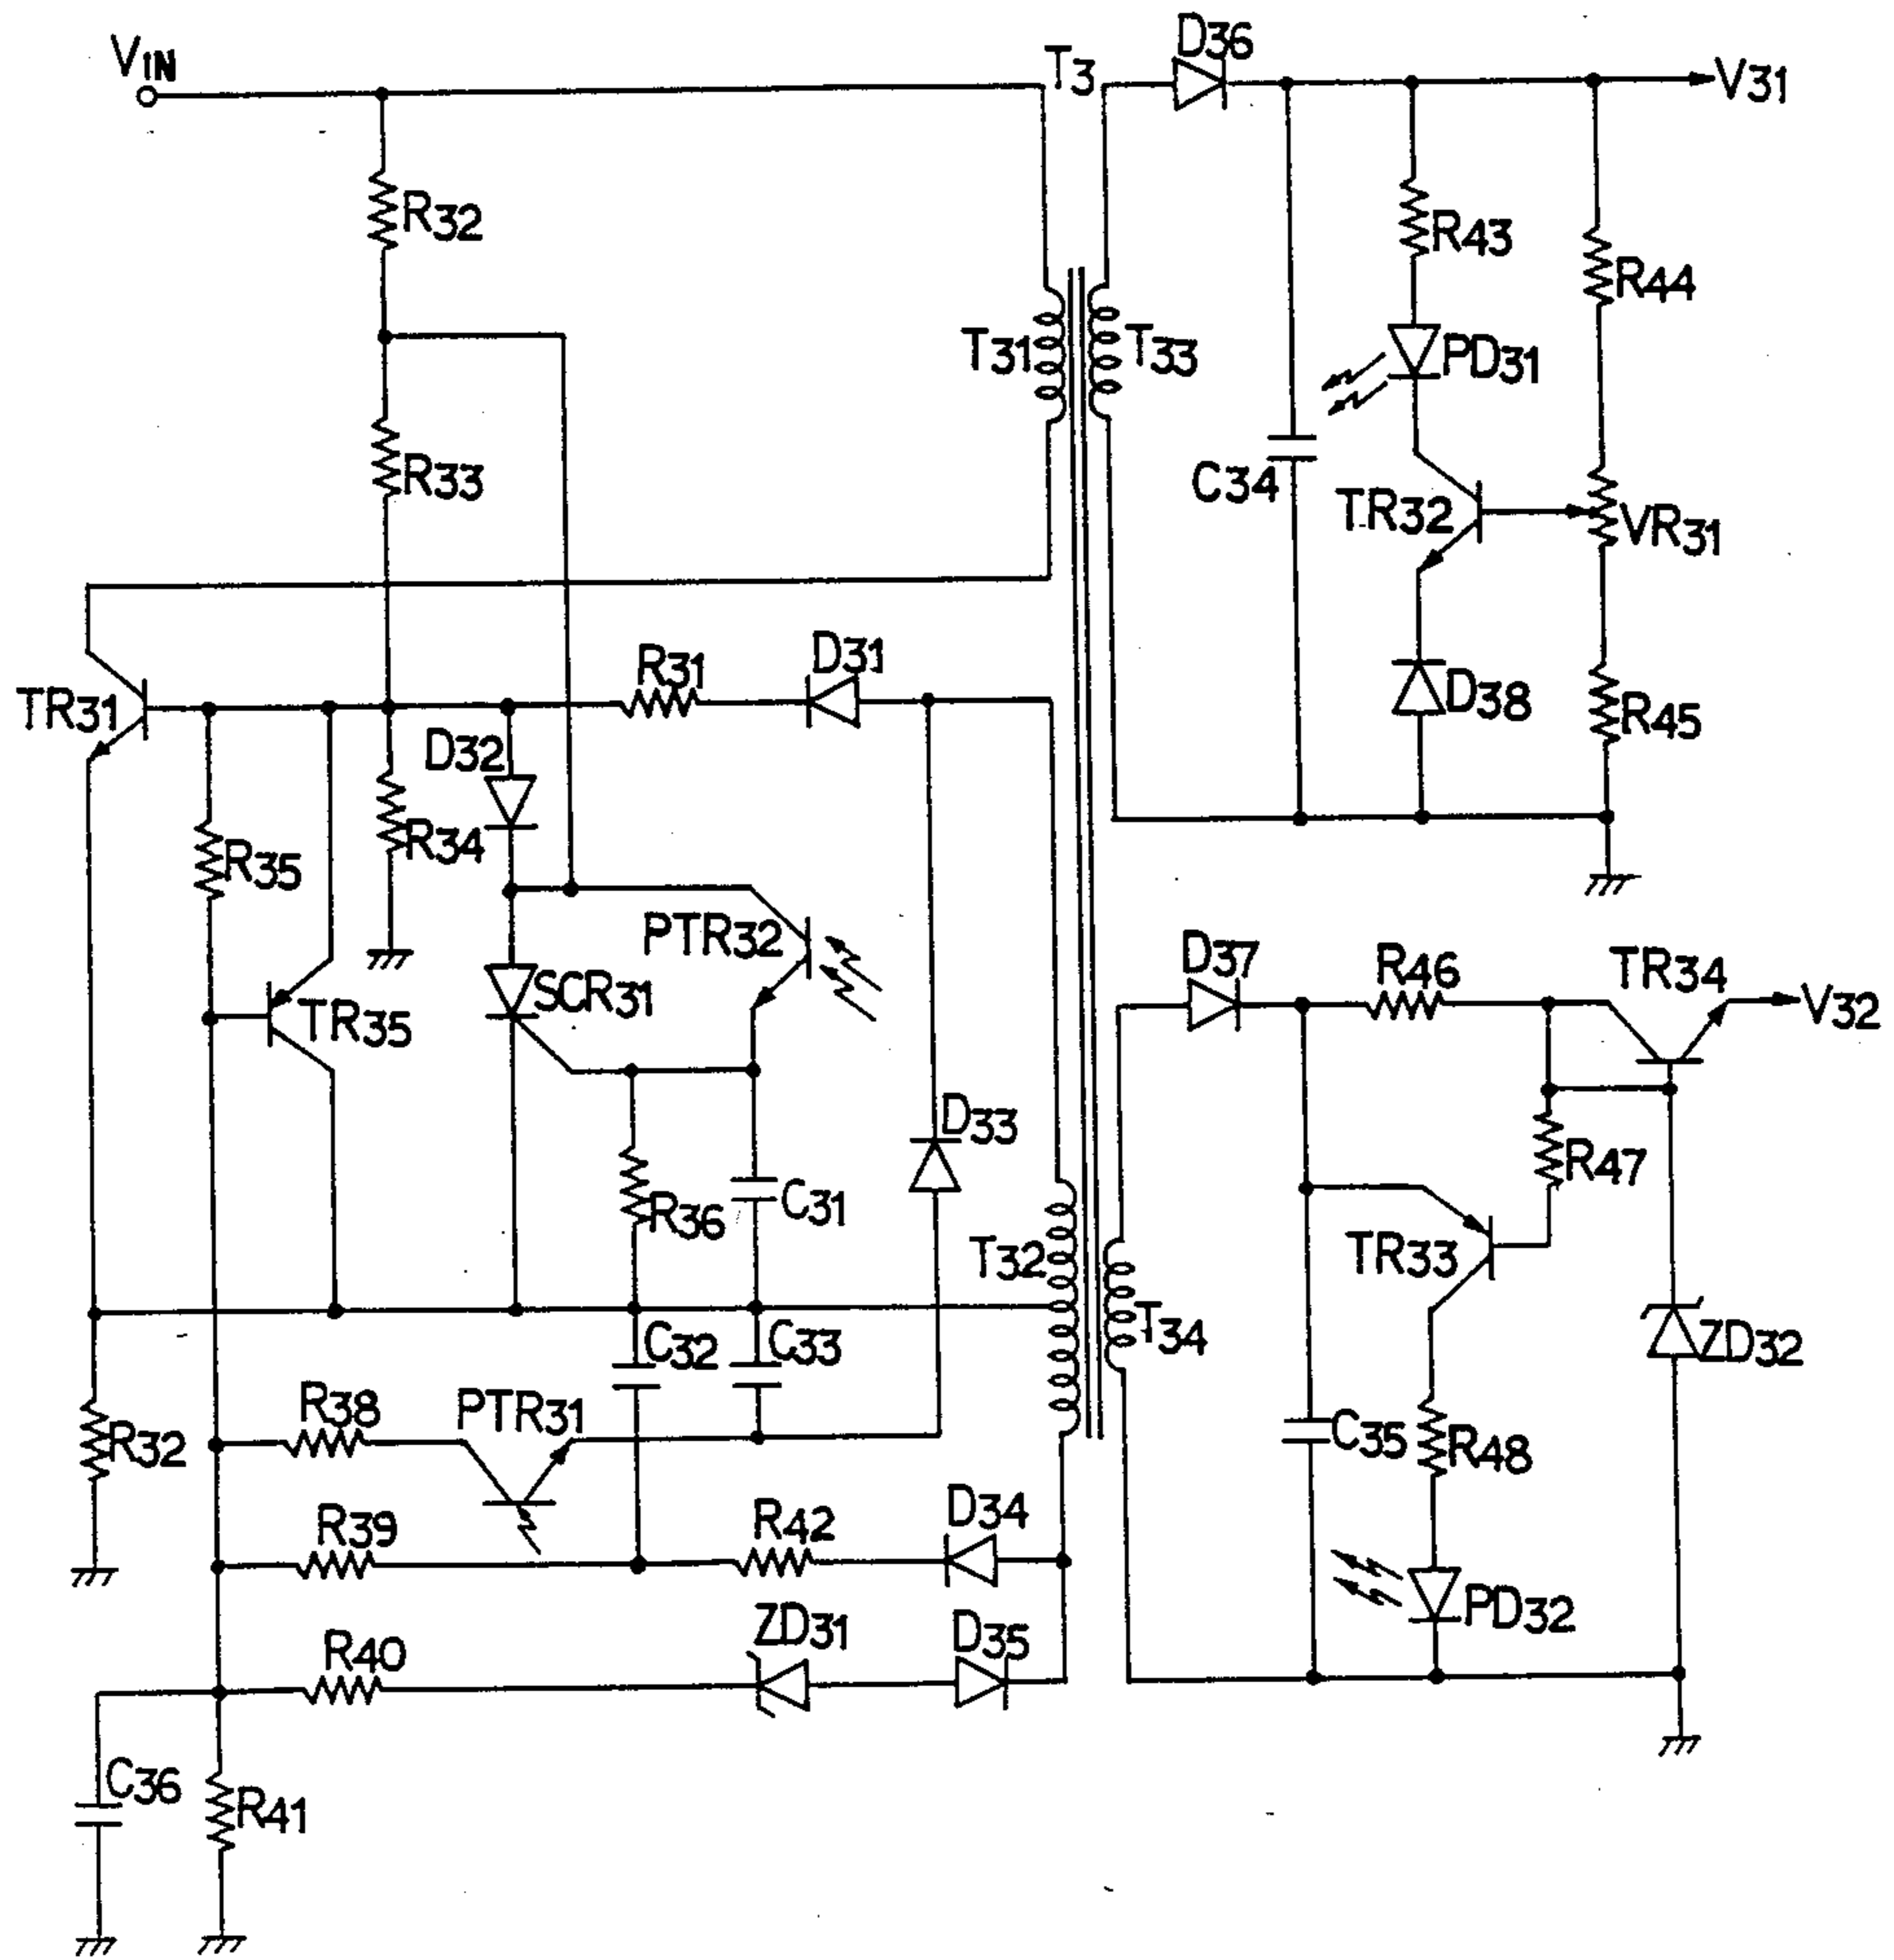 VIN
T3
D36
V31
R32
R43
R44
T31
T33
PD31
R33
C34
TR32
VR31
R31
D31
TR31
D32
D38
R45
R34
R35
PTR32
D37
R46
TR34
SCR31
TR35
V32
D33
R47
R36
C31
T32
TR33
T34
C32
C33
ZD32
R38
PTR31
R32
C35
R48
R39
R42
D34
ZD31
D35
PD32
R40
C36
R41